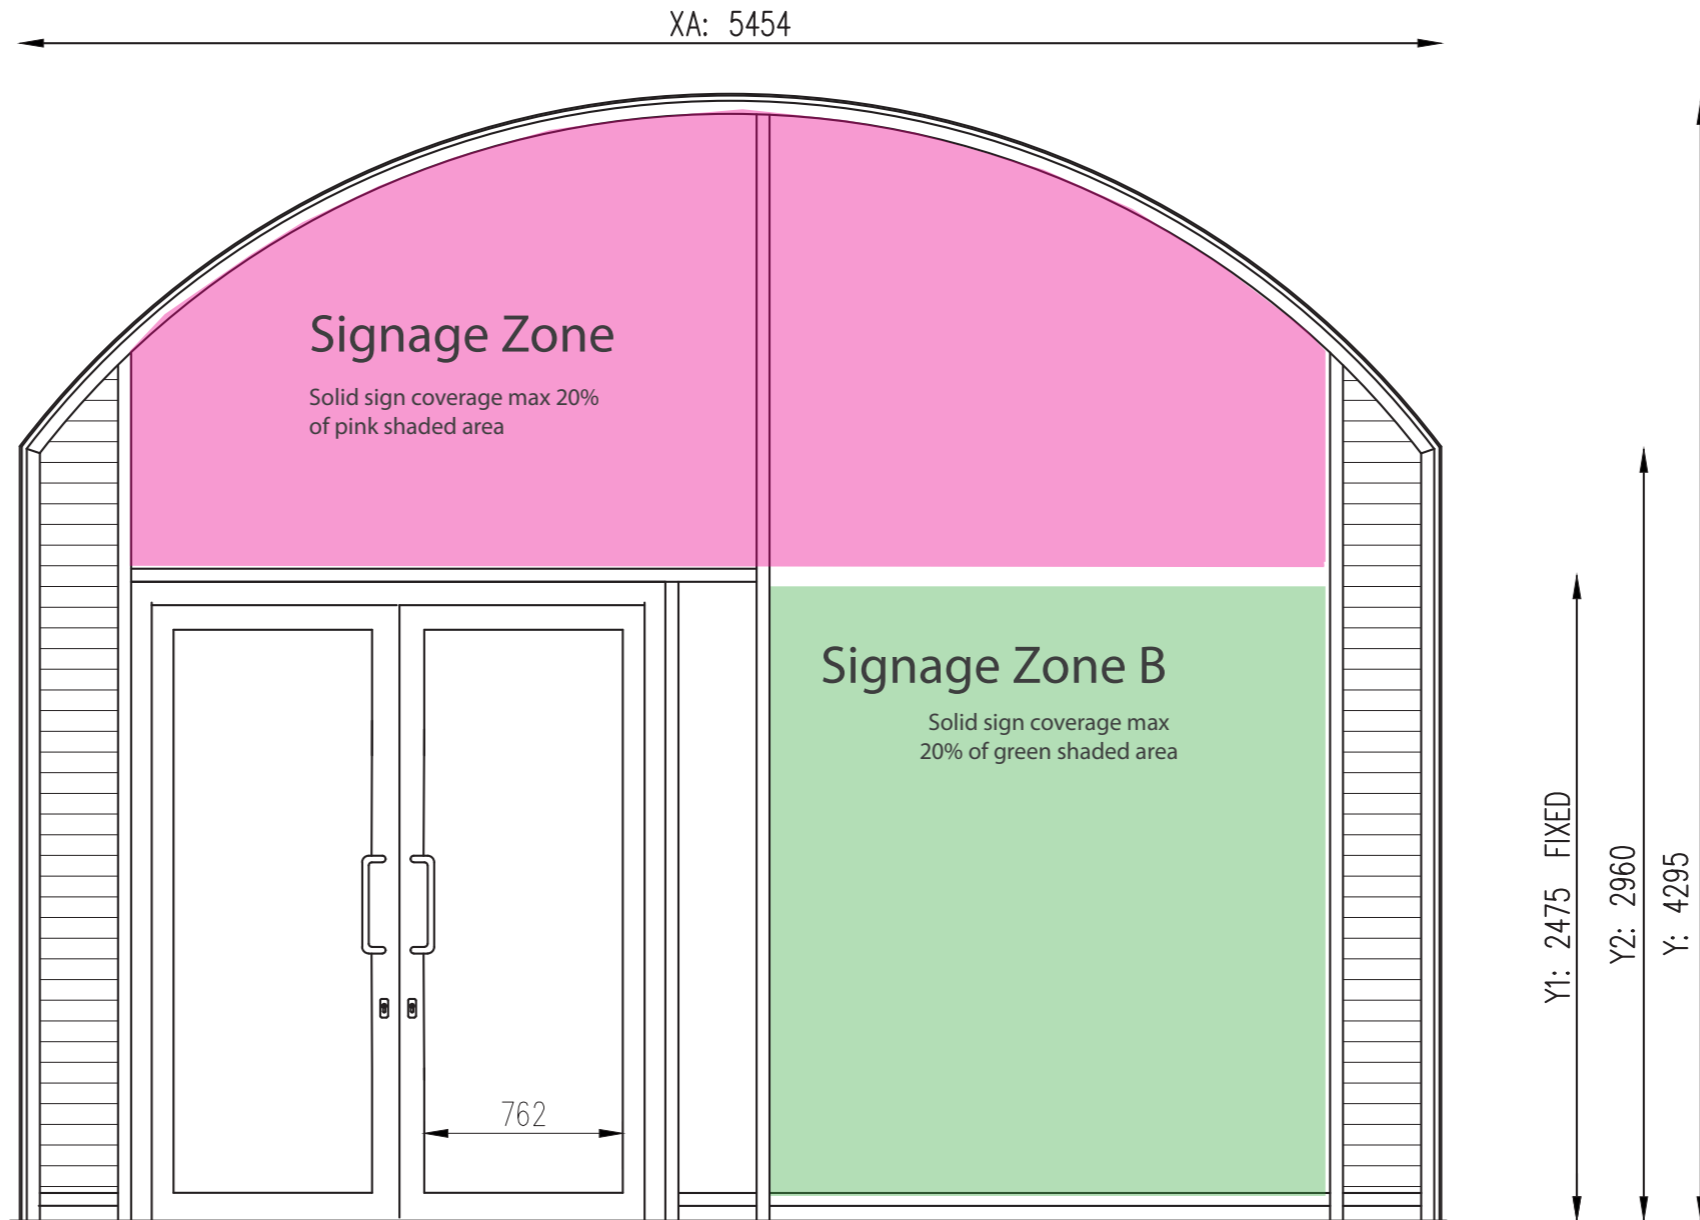 XA: 5454
Signage Zone
Solid sign coverage max 20%
of pink shaded area
Signage Zone B
Solid sign coverage max
20% of green shaded area
762
Y1: 2475 FIXED
Y2: 2960
Y: 4295